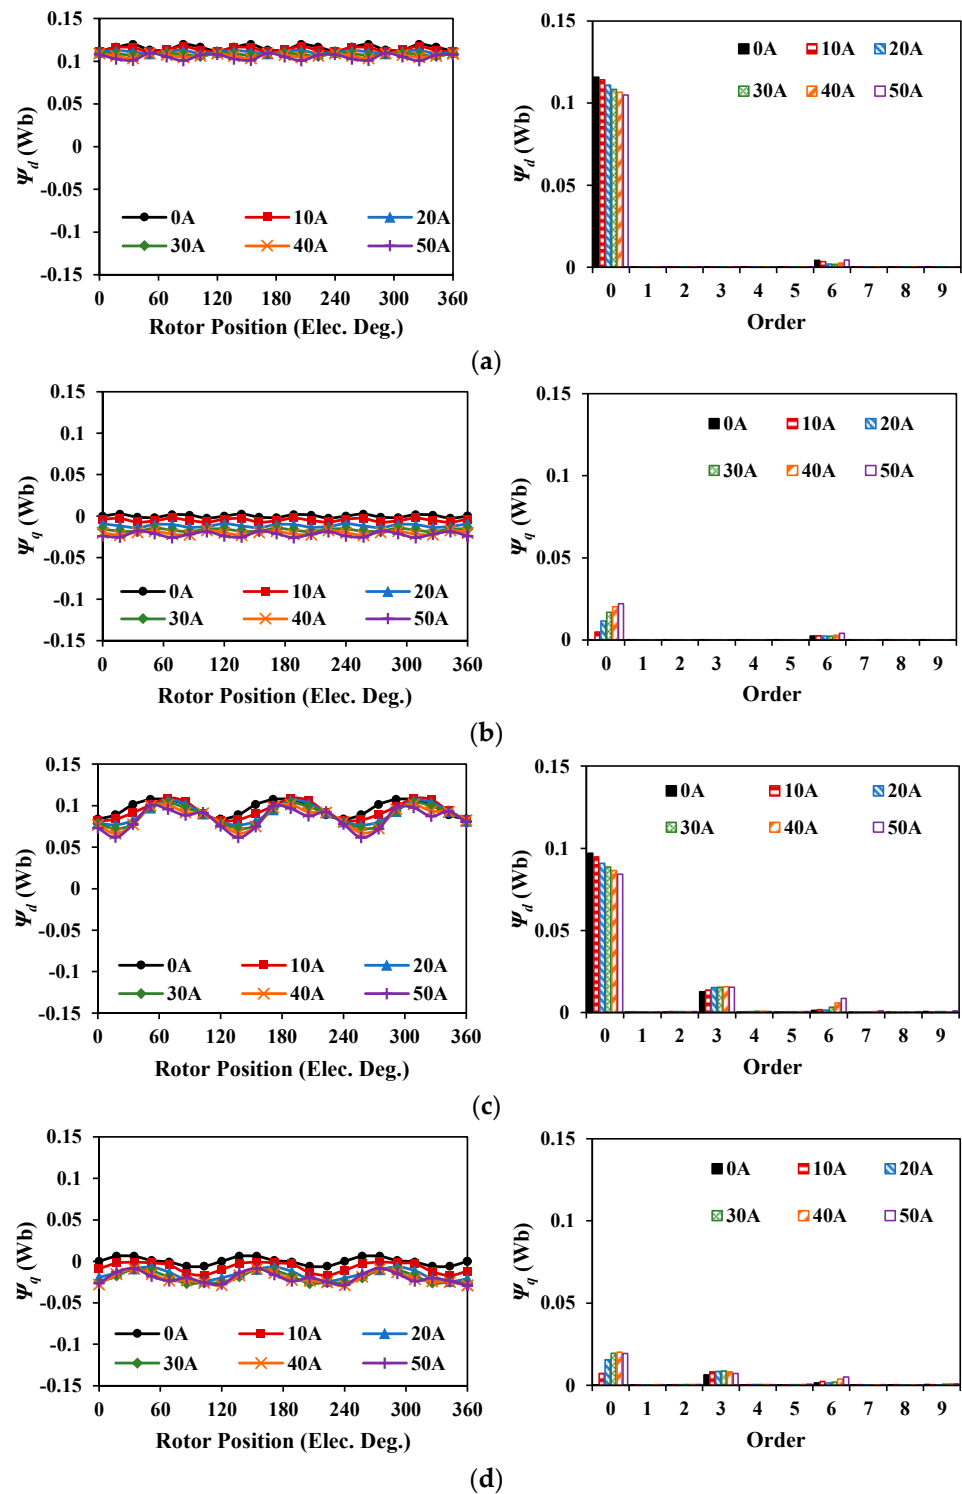 0.15
0.1
0.05
0
-0.05
-0.1
-0.15
Ψd (Wb)
0A 10A 20A
30A 40A 50A
0 60 120 180 240 300 360
Rotor Position (Elec. Deg.)
0.15
0.1
0.05
0
Ψd (Wb)
0A 10A 20A
30A 40A 50A
0 1 2 3 4 5 6 7 8 9
Order
(a)
0.15
0.1
0.05
0
-0.05
-0.1
-0.15
Ψq (Wb)
0A 10A 20A
30A 40A 50A
0 60 120 180 240 300 360
Rotor Position (Elec. Deg.)
0.15
0.1
0.05
0
Ψq (Wb)
0A 10A 20A
30A 40A 50A
0 1 2 3 4 5 6 7 8 9
Order
(b)
0.15
0.1
0.05
0
-0.05
-0.1
-0.15
Ψd (Wb)
0A 10A 20A
30A 40A 50A
0 60 120 180 240 300 360
Rotor Position (Elec. Deg.)
0.15
0.1
0.05
0
Ψd (Wb)
0A 10A 20A
30A 40A 50A
0 1 2 3 4 5 6 7 8 9
Order
(c)
0.15
0.1
0.05
0
-0.05
-0.1
-0.15
Ψq (Wb)
0A 10A 20A
30A 40A 50A
0 60 120 180 240 300 360
Rotor Position (Elec. Deg.)
0.15
0.1
0.05
0
Ψq (Wb)
0A 10A 20A
30A 40A 50A
0 1 2 3 4 5 6 7 8 9
Order
(d)